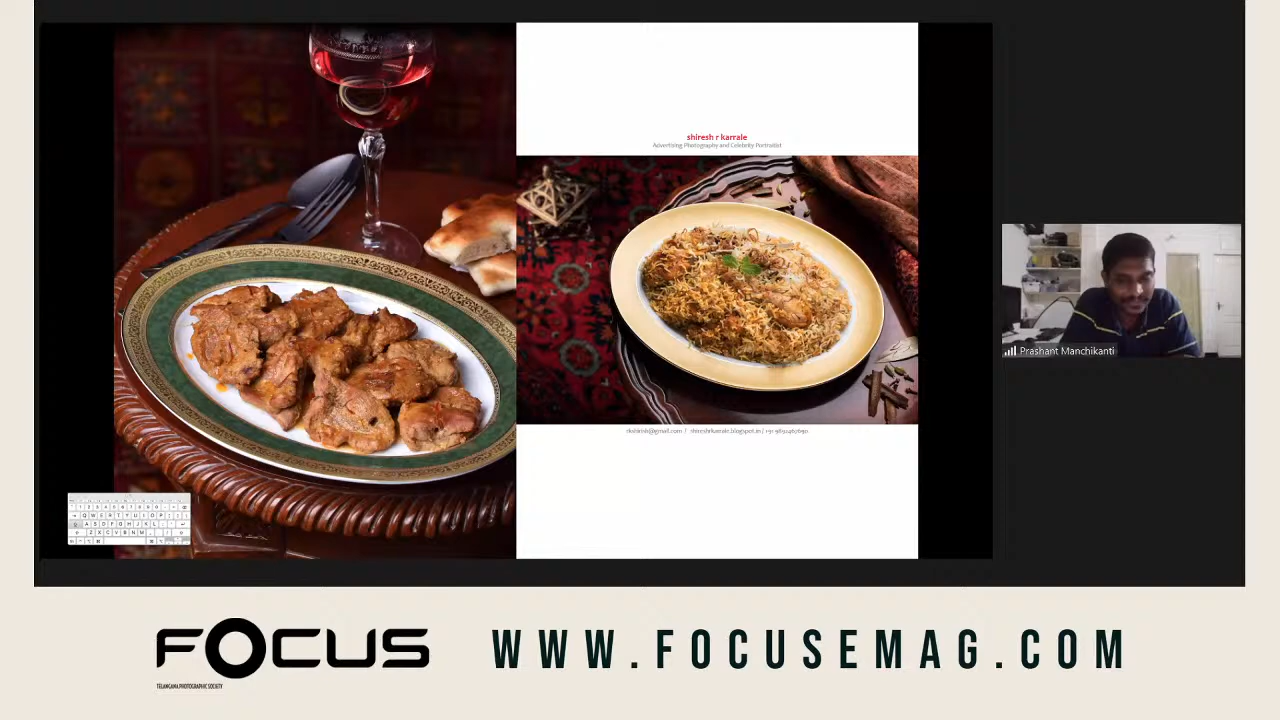 shiresh r karrale
Advertising Photography and Celebrity Portraitist
Prashant Manchikanti
FOCUS
TELANGANA PHOTOGRAPHIC SOCIETY
WWW.FOCUSEMAG.COM